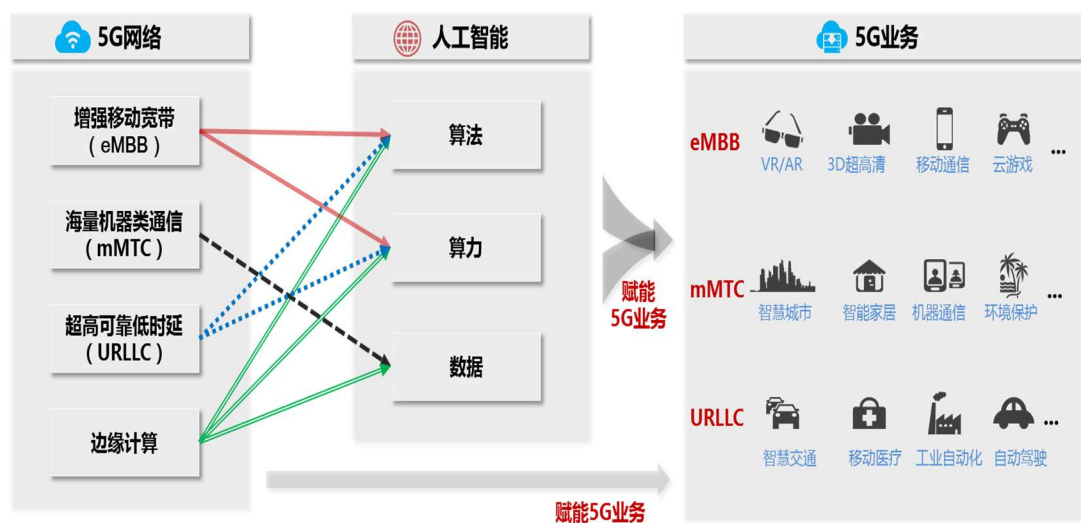 5G网络
增强移动宽带
（eMBB）
海量机器类通信
（mMTC）
超高可靠低时延
（URLLC）
边缘计算
人工智能
算法
算力
数据
赋能
5G业务
赋能5G业务
5G业务
eMBB
VR/AR
3D超高清
移动通信
云游戏
...
mMTC
智慧城市
智能家居
机器通信
环境保护
...
URLLC
智慧交通
移动医疗
工业自动化
自动驾驶
...